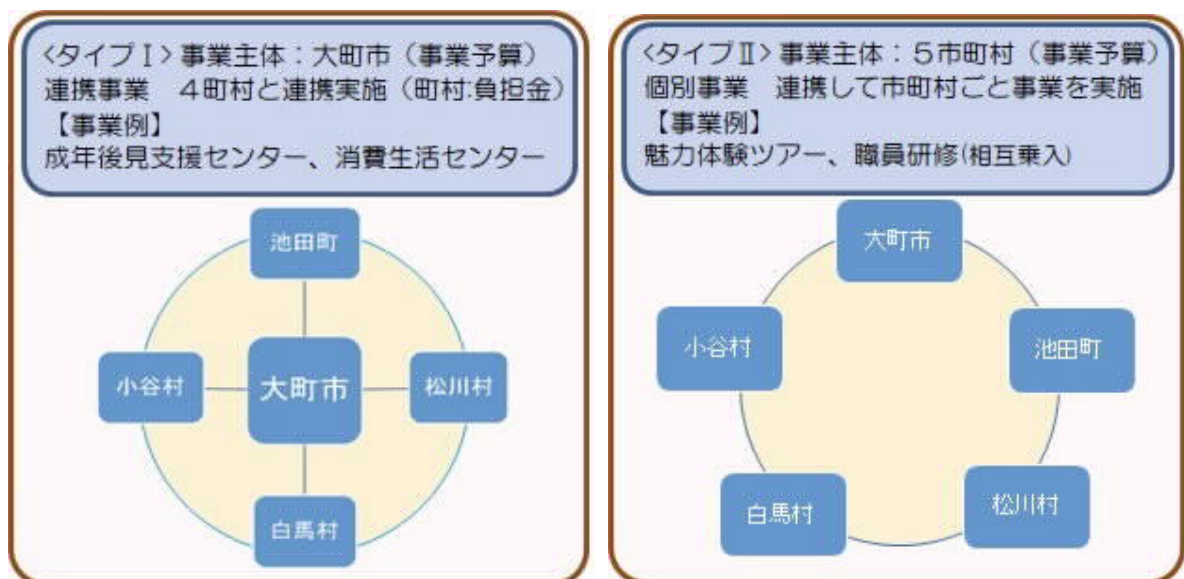 <タイプⅠ>事業主体：大町市（事業予算）
連携事業　４町村と連携実施（町村:負担金）
【事業例】
成年後見支援センター、消費生活センター
池田町
小谷村
大町市
松川村
白馬村
<タイプⅡ>事業主体：５市町村（事業予算）
個別事業　連携して市町村ごと事業を実施
【事業例】
魅力体験ツアー、職員研修(相互乗入)
大町市
小谷村
池田町
白馬村
松川村